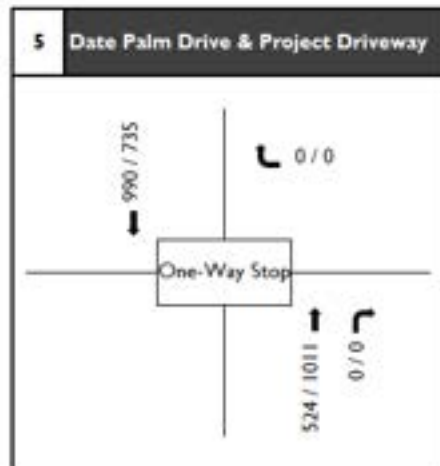 5 Date Palm Drive & Project Driveway
990 / 735
0 / 0
One-Way Stop
524 / 1011
0 / 0